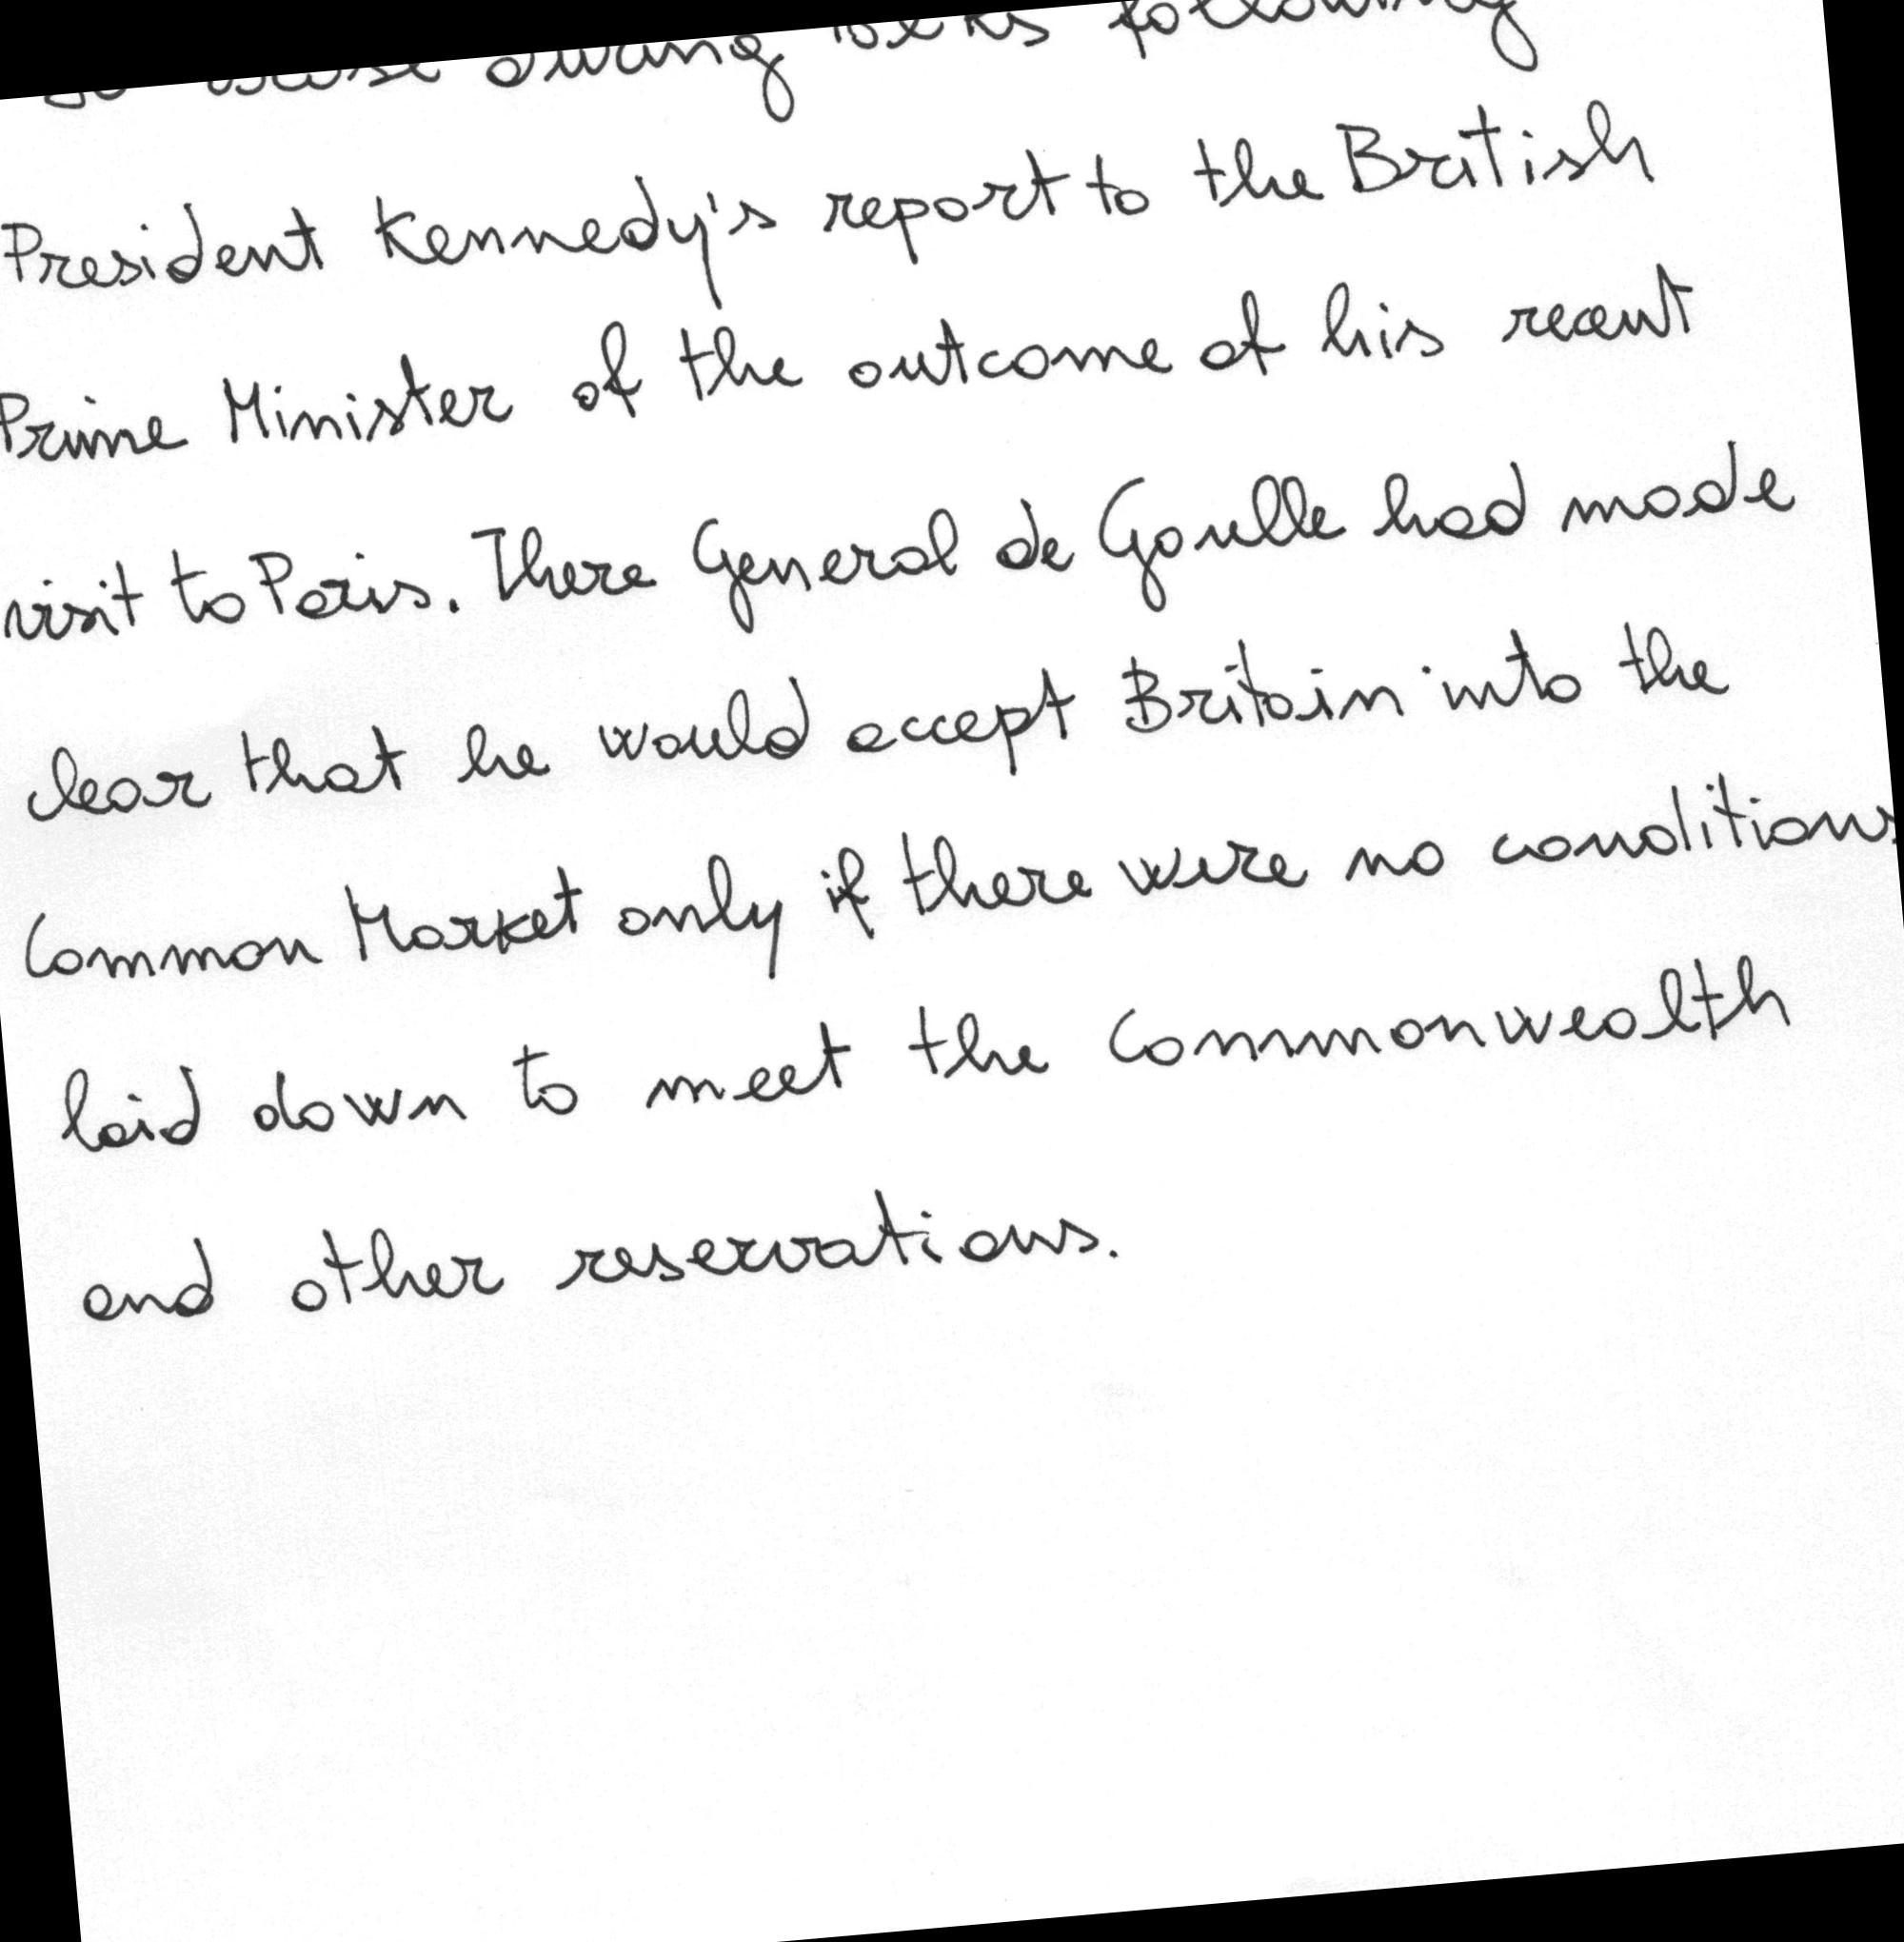 during talks following
President Kennedy's report to the British
Prime Minister of the outcome of his recent
visit to Paris. There General de Gaulle had made
clear that he would accept Britain into the
Common Market only if there were no conditions
laid down to meet the Commonwealth
and other reservations.